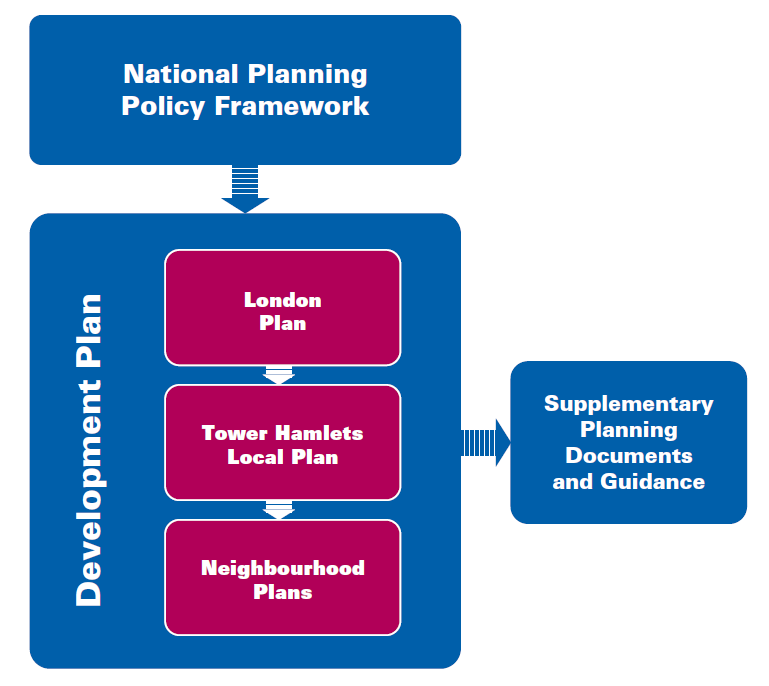 National Planning
Policy Framework
Development Plan
London
Plan
Tower Hamlets
Local Plan
Neighbourhood
Plans
Supplementary
Planning
Documents
and Guidance